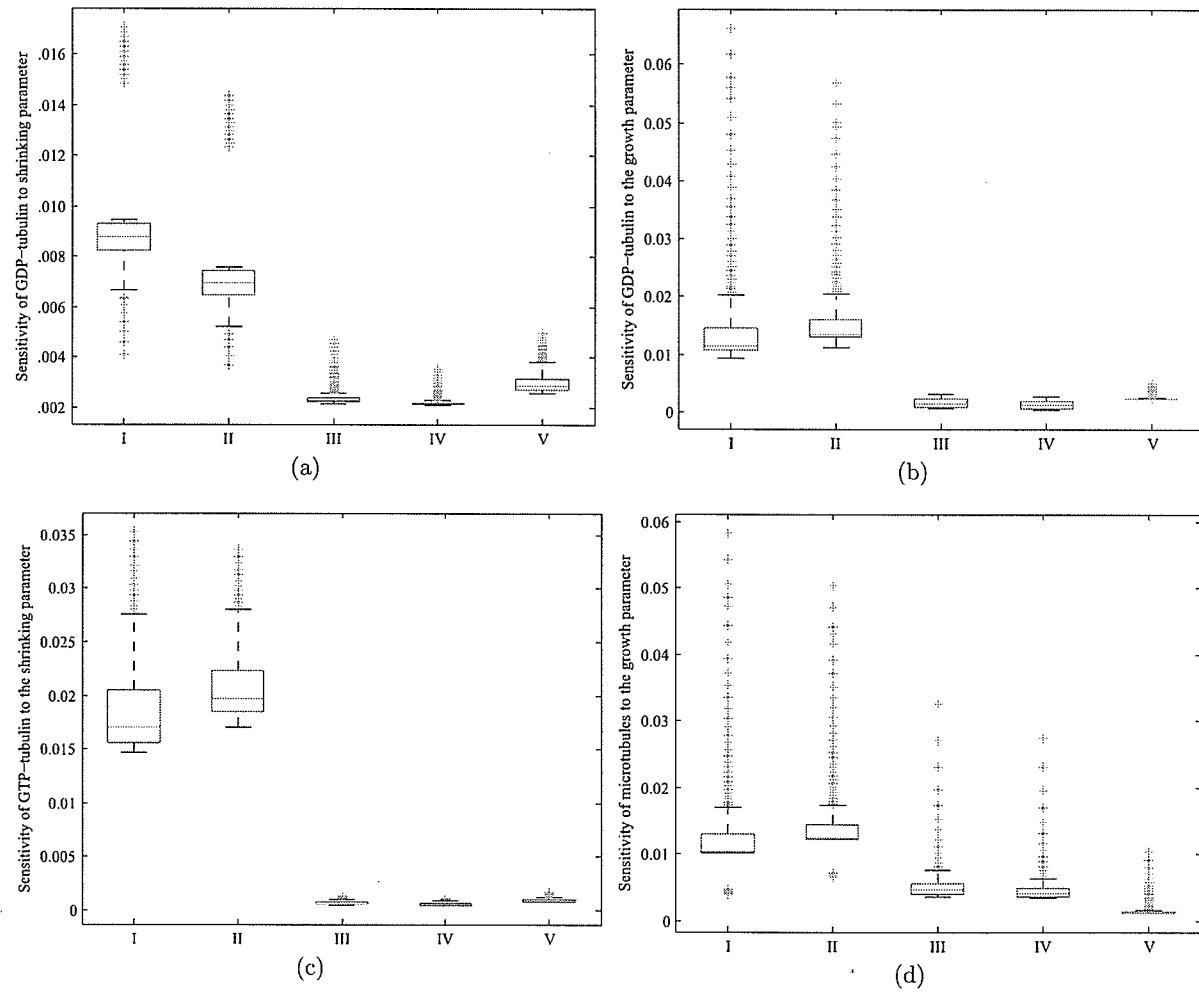 Sensitivity of GDP-tubulin to shrinking parameter
.016
.014
.012
.010
.008
.006
.004
.002
I II III IV V
(a)
Sensitivity of GDP-tubulin to the growth parameter
0.06
0.05
0.04
0.03
0.02
0.01
0
I II III IV V
(b)
Sensitivity of GTP-tubulin to the shrinking parameter
0.035
0.03
0.025
0.02
0.015
0.01
0.005
0
I II III IV V
(c)
Sensitivity of microtubules to the growth parameter
0.06
0.05
0.04
0.03
0.02
0.01
0
I II III IV V
(d)